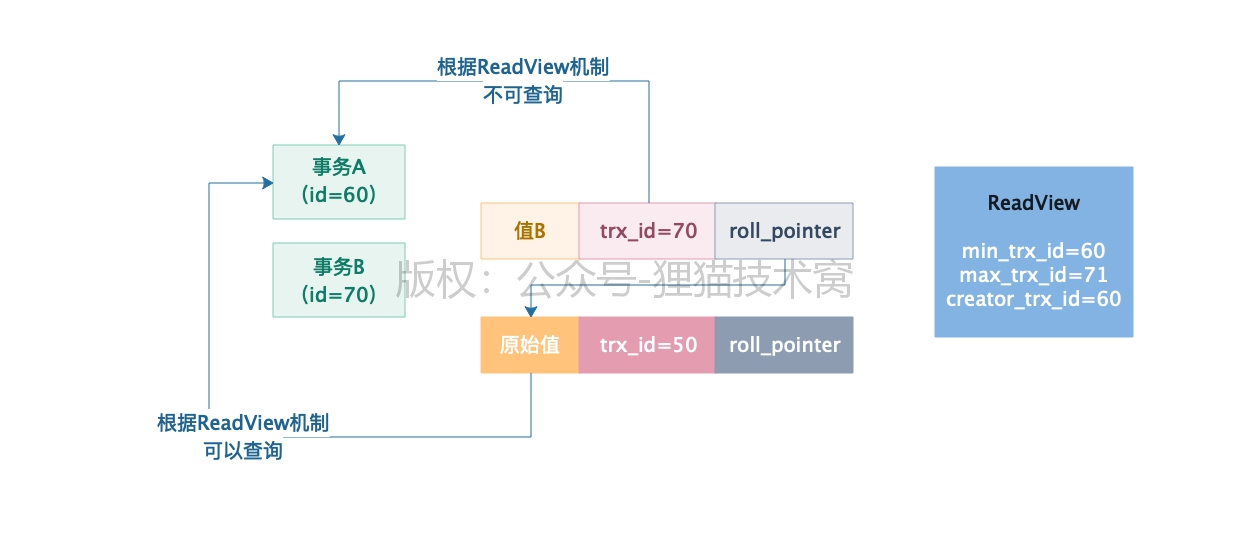 根据ReadView机制
不可查询
事务A
(id=60)
值B
trx_id=70
roll_pointer
事务B
(id=70)
版权：公众号-狸猫技术窝
原始值
trx_id=50
roll_pointer
根据ReadView机制
可以查询
ReadView
min_trx_id=60
max_trx_id=71
creator_trx_id=60